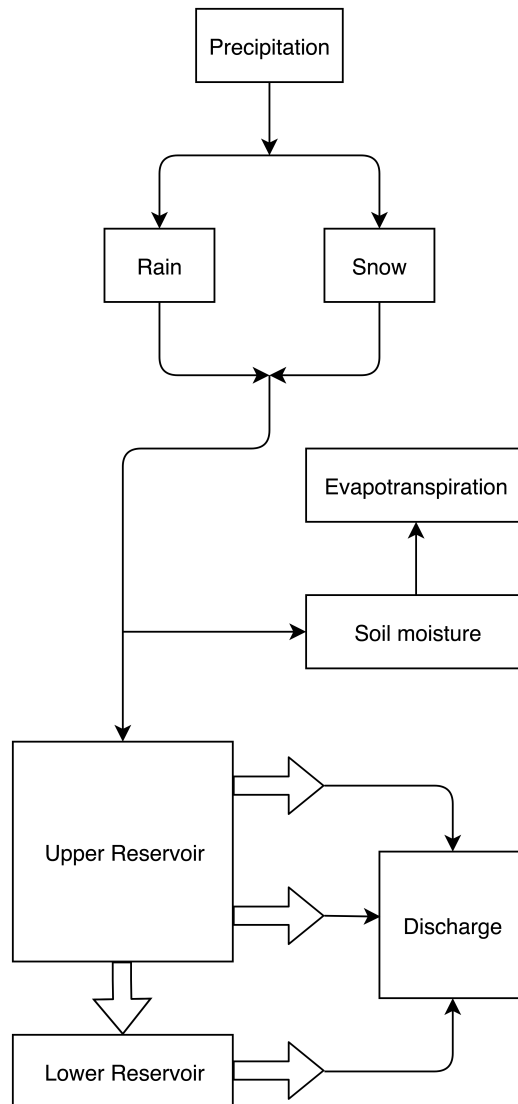 Precipitation
Rain
Snow
Evapotranspiration
Soil moisture
Upper Reservoir
Discharge
Lower Reservoir